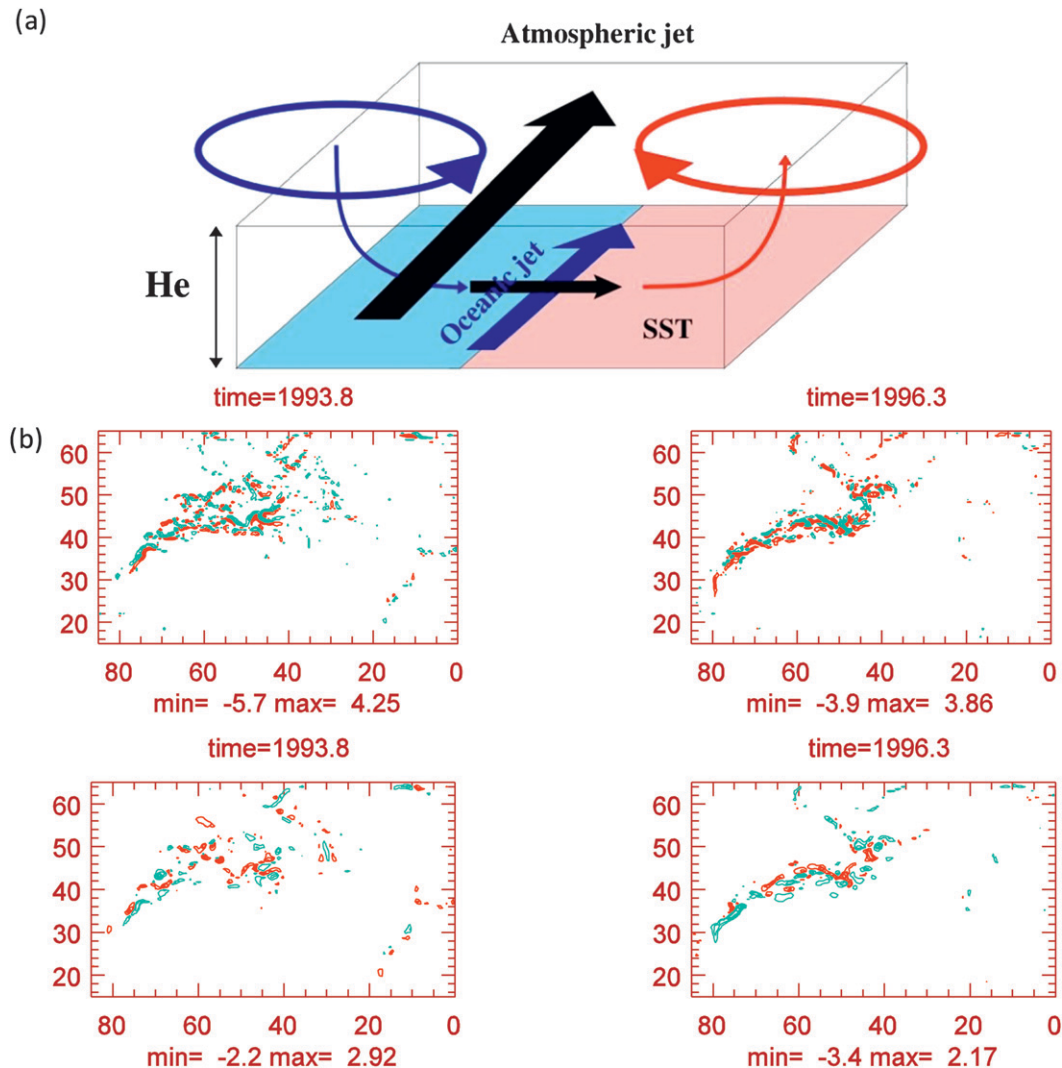 (a)
Atmospheric jet
He
Oceanic jet
SST
(b)
time=1993.8
60
50
40
30
20
80 60 40 20 0
min= -5.7 max= 4.25
time=1996.3
60
50
40
30
20
80 60 40 20 0
min= -3.9 max= 3.86
time=1993.8
60
50
40
30
20
80 60 40 20 0
min= -2.2 max= 2.92
time=1996.3
60
50
40
30
20
80 60 40 20 0
min= -3.4 max= 2.17